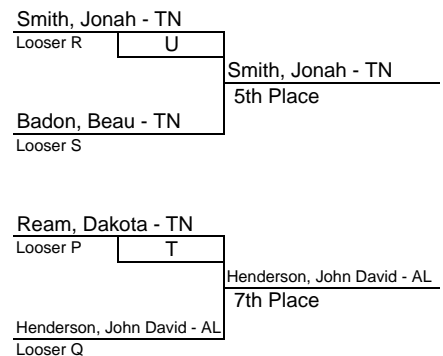 Smith, Jonah - TN
Looser R
U
Smith, Jonah - TN
5th Place
Badon, Beau - TN
Looser S
Ream, Dakota - TN
Looser P
T
Henderson, John David - AL
7th Place
Henderson, John David - AL
Looser Q